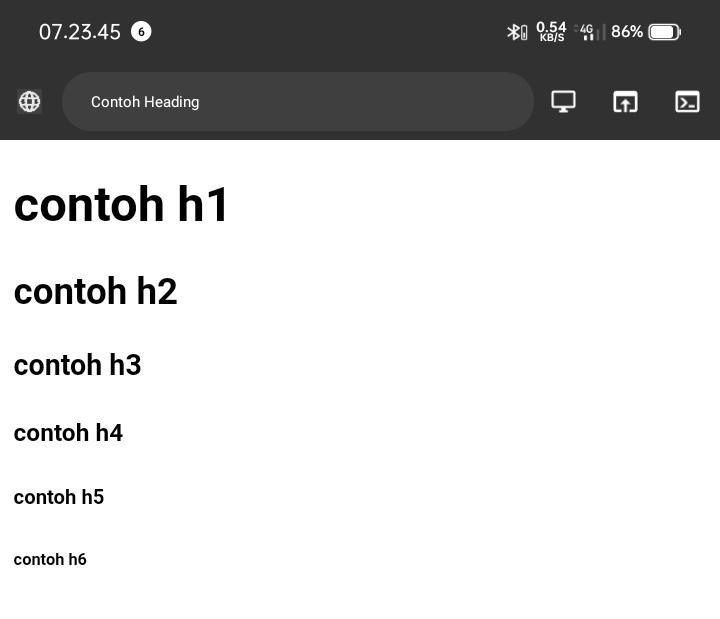 07.23.45 6 0.54 KB/S 4G 86%
Contoh Heading
contoh h1
contoh h2
contoh h3
contoh h4
contoh h5
contoh h6